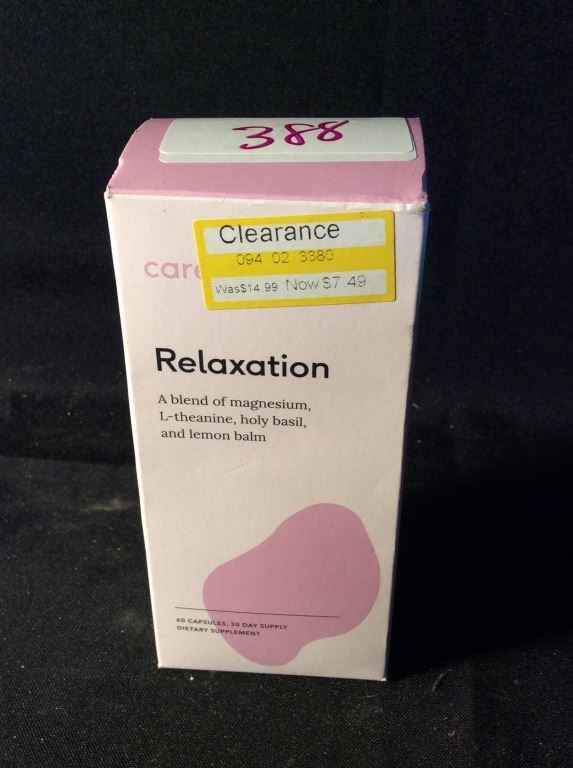 388
Clearance
094 02 3380
Was$14.99 Now $7.49
care
Relaxation
A blend of magnesium,
L-theanine, holy basil,
and lemon balm
60 CAPSULES, 30 DAY SUPPLY
DIETARY SUPPLEMENT